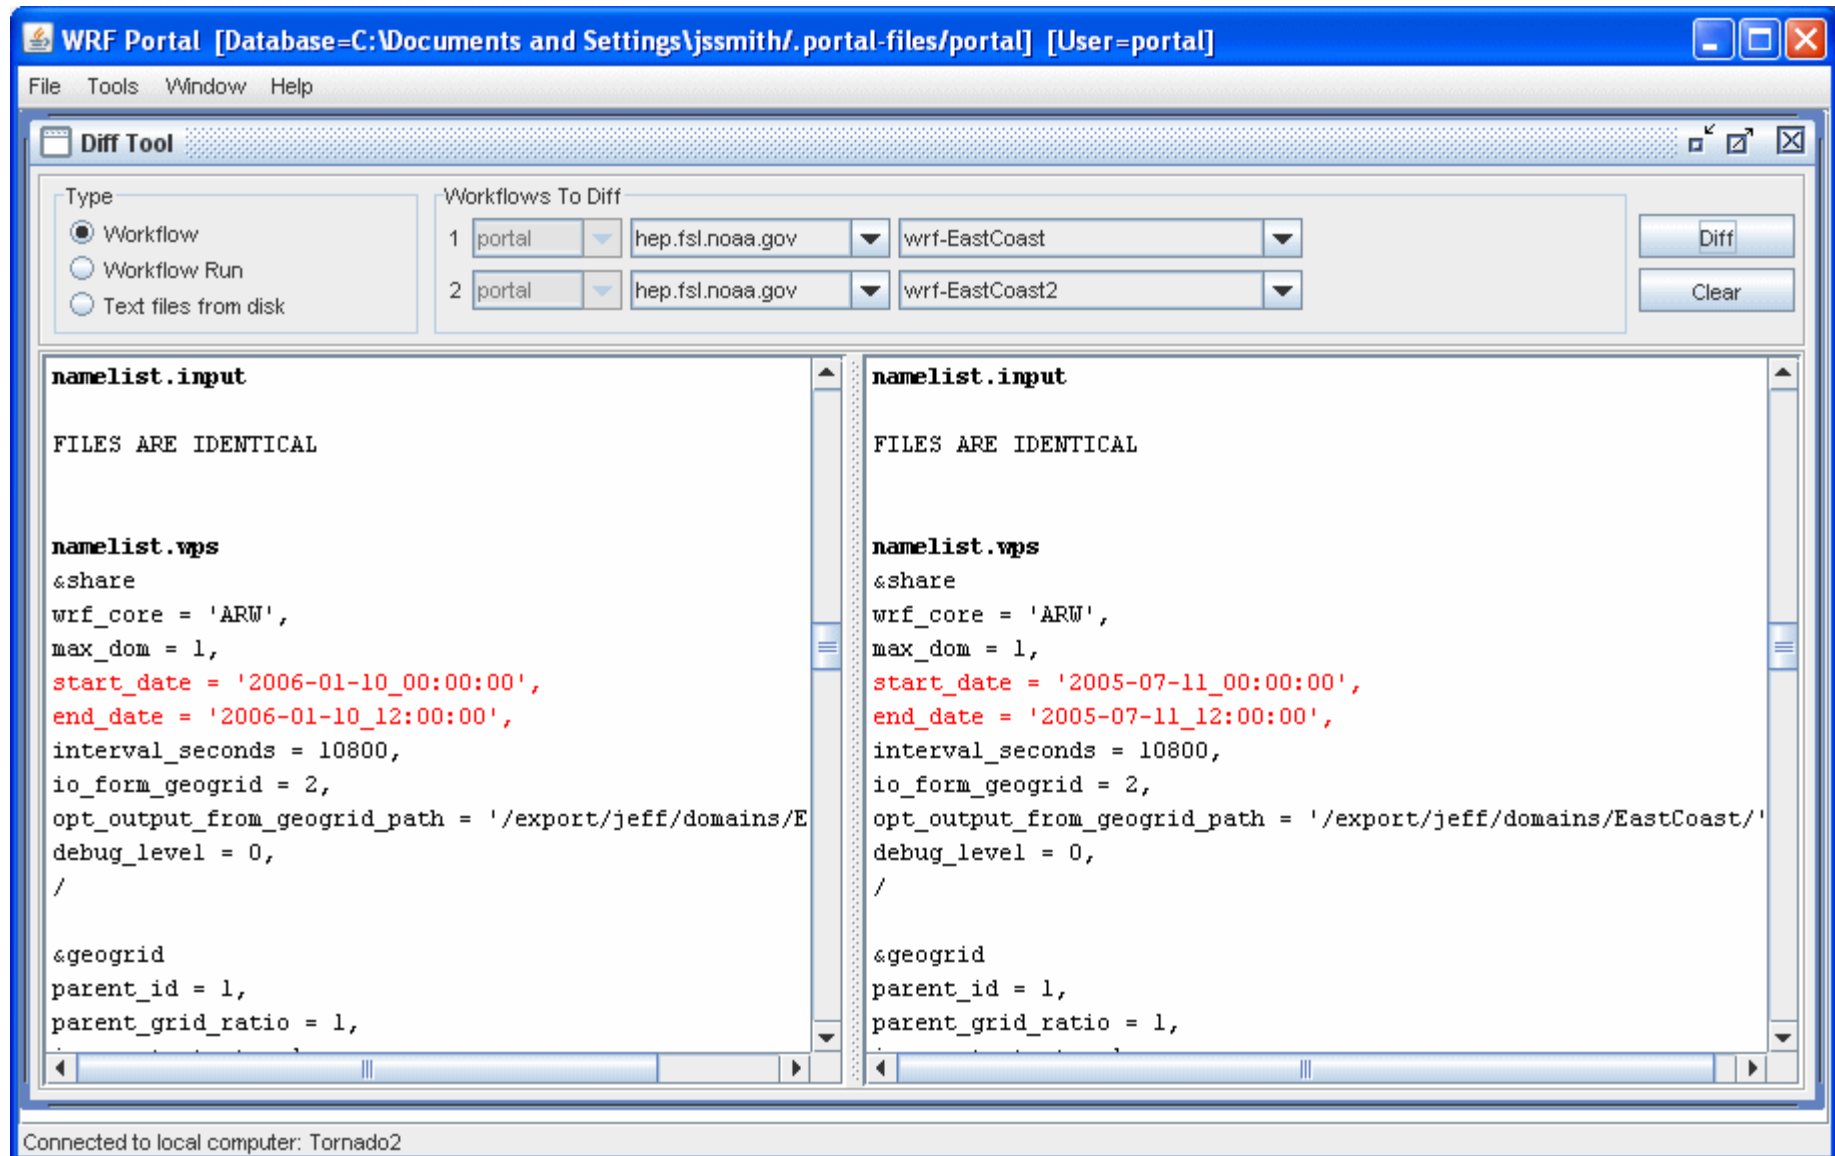 WRF Portal [Database=C:\Documents and Settings\jssmith/.portal-files/portal] [User=portal]
File Tools Window Help
Diff Tool
Type
Workflow
Workflow Run
Text files from disk
Workflows To Diff
1 portal hep.fsl.noaa.gov wrf-EastCoast
2 portal hep.fsl.noaa.gov wrf-EastCoast2
Diff
Clear
namelist.input
FILES ARE IDENTICAL
namelist.wps
&share
wrf_core = 'ARW',
max_dom = 1,
start_date = '2006-01-10_00:00:00',
end_date = '2006-01-10_12:00:00',
interval_seconds = 10800,
io_form_geogrid = 2,
opt_output_from_geogrid_path = '/export/jeff/domains/E
debug_level = 0,
/
&geogrid
parent_id = 1,
parent_grid_ratio = 1,
namelist.input
FILES ARE IDENTICAL
namelist.wps
&share
wrf_core = 'ARW',
max_dom = 1,
start_date = '2005-07-11_00:00:00',
end_date = '2005-07-11_12:00:00',
interval_seconds = 10800,
io_form_geogrid = 2,
opt_output_from_geogrid_path = '/export/jeff/domains/EastCoast/'
debug_level = 0,
/
&geogrid
parent_id = 1,
parent_grid_ratio = 1,
Connected to local computer: Tornado2